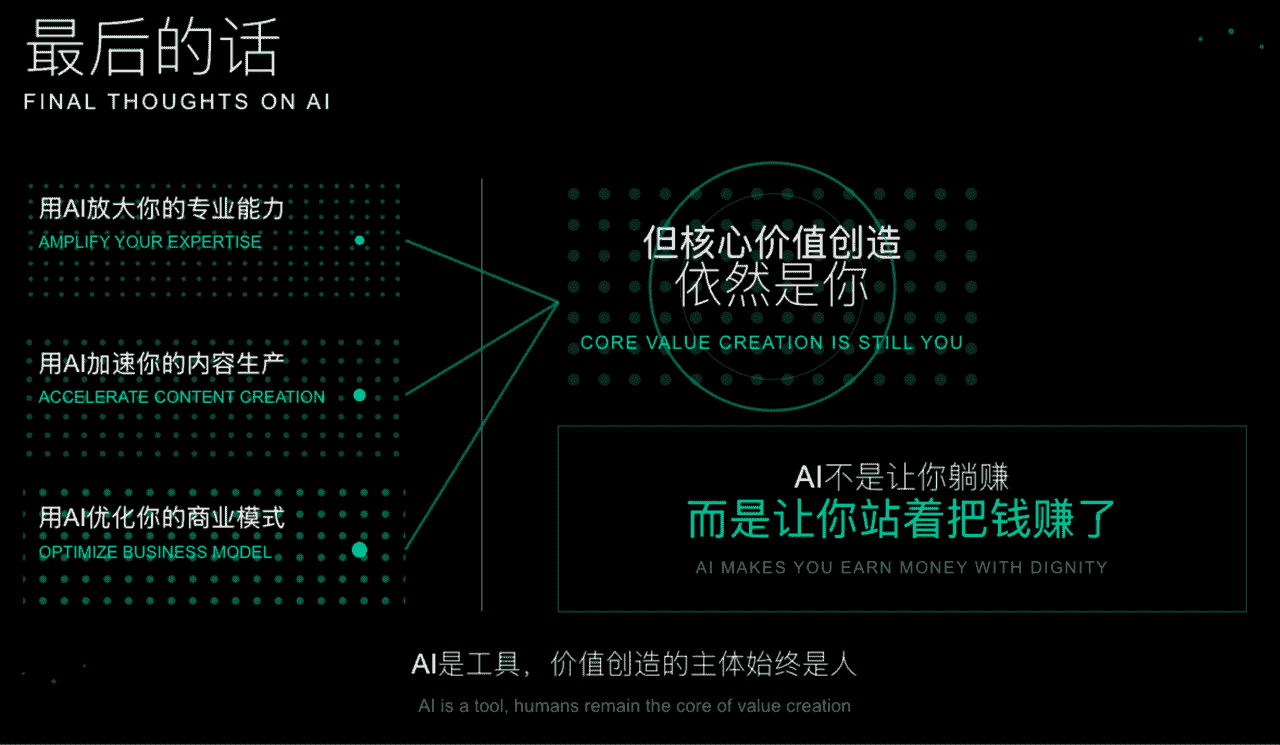 最后的话
FINAL THOUGHTS ON AI
用AI放大你的专业能力
AMPLIFY YOUR EXPERTISE
用AI加速你的内容生产
ACCELERATE CONTENT CREATION
用AI优化你的商业模式
OPTIMIZE BUSINESS MODEL
但核心价值创造
依然是你
CORE VALUE CREATION IS STILL YOU
AI不是让你躺赚
而是让你站着把钱赚了
AI MAKES YOU EARN MONEY WITH DIGNITY
AI是工具，价值创造的主体始终是人
AI is a tool, humans remain the core of value creation